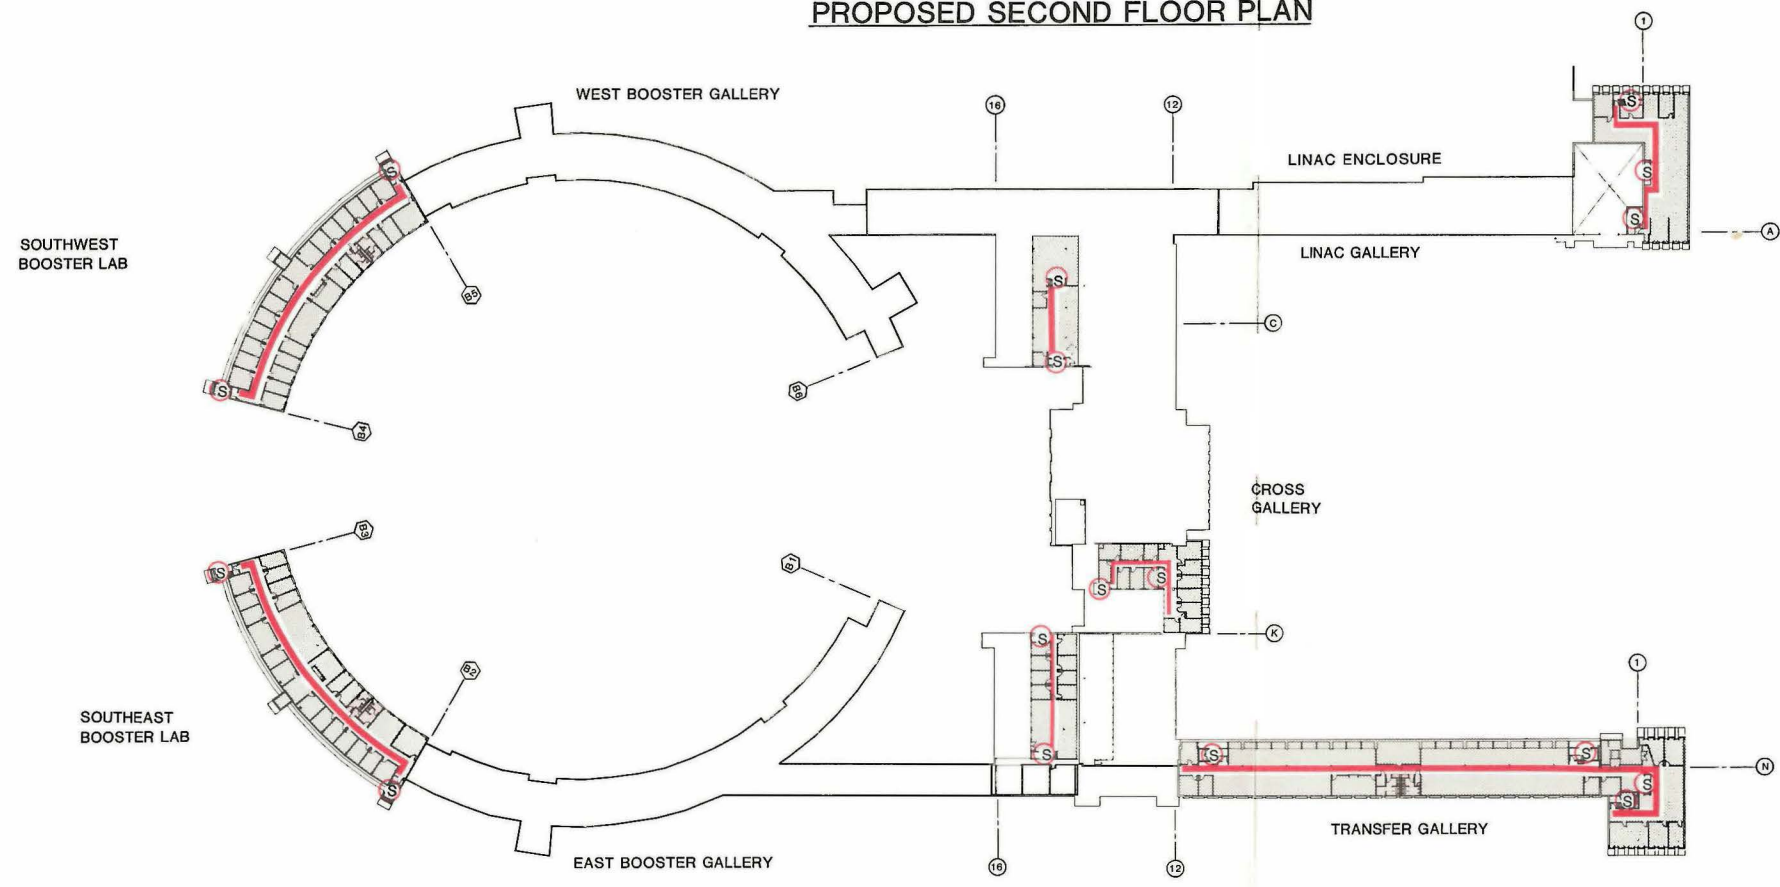 PROPOSED SECOND FLOOR PLAN
1
WEST BOOSTER GALLERY
16
12
S
LINAC ENCLOSURE
S
S
S
A
SOUTHWEST
BOOSTER LAB
LINAC GALLERY
B5
S
C
S
B6
S
B4
CROSS
GALLERY
B3
B1
S
S
S
K
S
B2
1
SOUTHEAST
BOOSTER LAB
S
S
S
N
S
S
S
TRANSFER GALLERY
EAST BOOSTER GALLERY
16
12